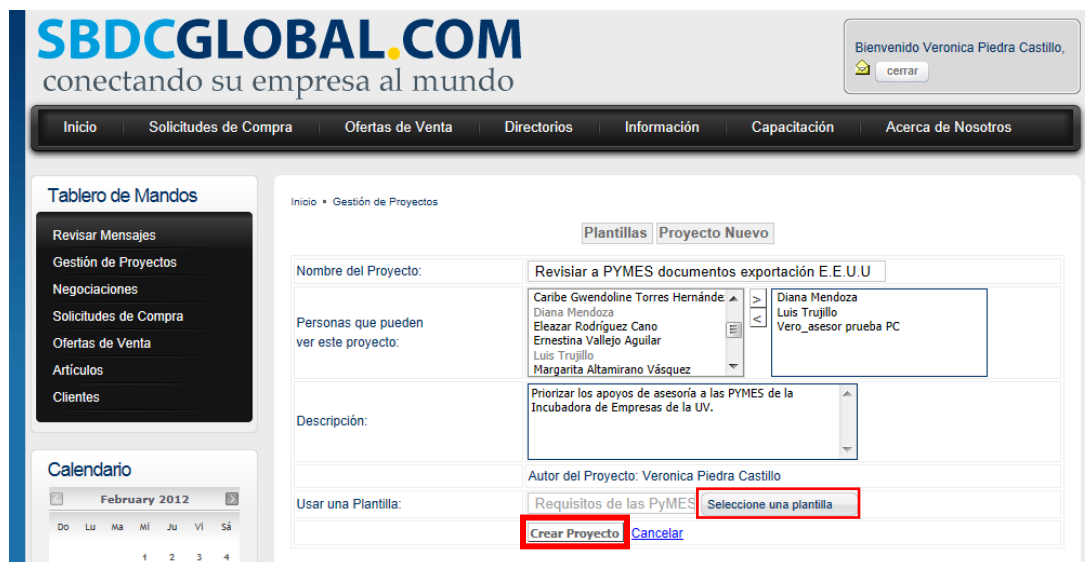 SBDCGLOBAL.COM
conectando su empresa al mundo
Bienvenido Veronica Piedra Castillo,
cerrar
Inicio
Solicitudes de Compra
Ofertas de Venta
Directorios
Información
Capacitación
Acerca de Nosotros
Tablero de Mandos
Revisar Mensajes
Gestión de Proyectos
Negociaciones
Solicitudes de Compra
Ofertas de Venta
Artículos
Clientes
Calendario
February 2012
Do Lu Ma Mi Ju Vi Sá
1 2 3 4
Inicio • Gestión de Proyectos
Plantillas Proyecto Nuevo
Nombre del Proyecto:
Revisiar a PYMES documentos exportación E.E.U.U
Personas que pueden
ver este proyecto:
Caribe Gwendoline Torres Hernánde
Diana Mendoza
Eleazar Rodríguez Cano
Ernestina Vallejo Aguilar
Luis Trujillo
Margarita Altamirano Vásquez
>
<
Diana Mendoza
Luis Trujillo
Vero_asesor prueba PC
Descripción:
Priorizar los apoyos de asesoría a las PYMES de la
Incubadora de Empresas de la UV.
Autor del Proyecto: Veronica Piedra Castillo
Usar una Plantilla:
Requisitos de las PyMES
Seleccione una plantilla
Crear Proyecto Cancelar